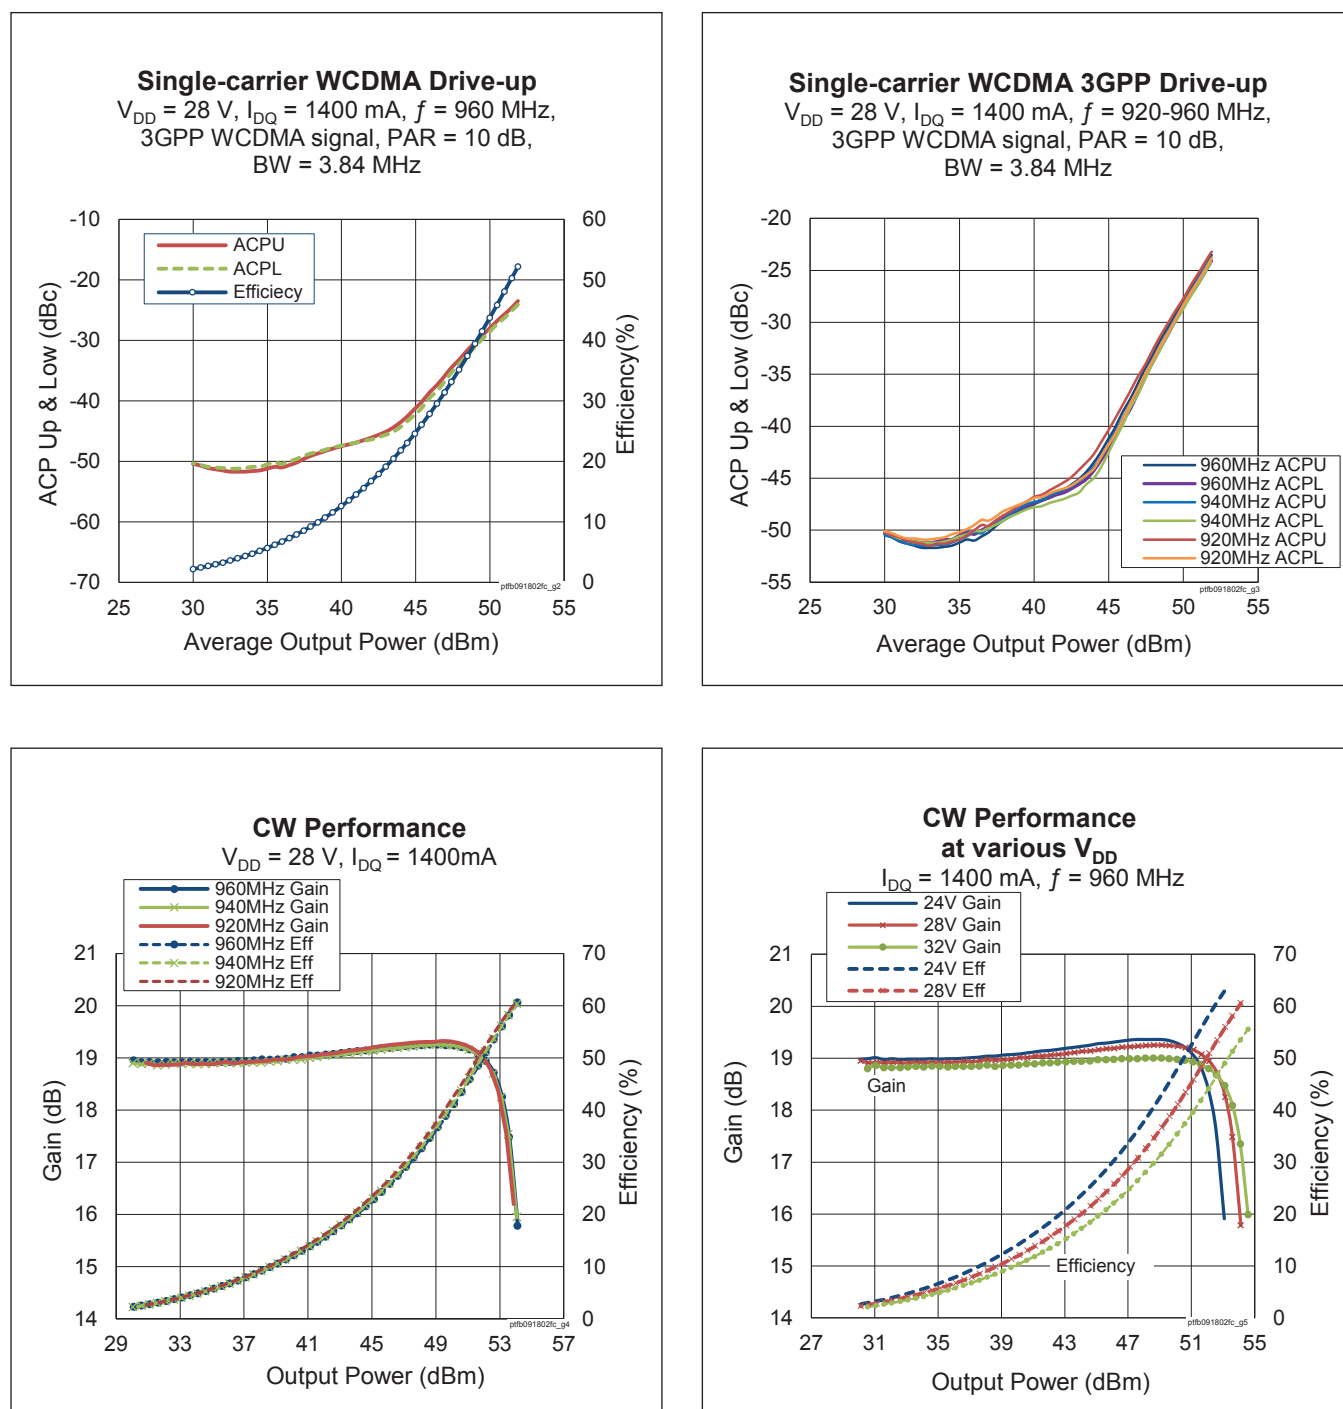 Single-carrier WCDMA Drive-up
VDD = 28 V, IDQ = 1400 mA, ƒ = 960 MHz,
3GPP WCDMA signal, PAR = 10 dB,
BW = 3.84 MHz
-10
-20
-30
-40
-50
-60
-70
60
50
40
30
20
10
0
ACP Up & Low (dBc)
Efficiency(%)
ACPU
ACPL
Efficiecy
ptfb091802fc_g2
25 30 35 40 45 50 55
Average Output Power (dBm)
Single-carrier WCDMA 3GPP Drive-up
VDD = 28 V, IDQ = 1400 mA, ƒ = 920-960 MHz,
3GPP WCDMA signal, PAR = 10 dB,
BW = 3.84 MHz
-20
-25
-30
-35
-40
-45
-50
-55
ACP Up & Low (dBc)
960MHz ACPU
960MHz ACPL
940MHz ACPU
940MHz ACPL
920MHz ACPU
920MHz ACPL
ptfb091802fc_g3
25 30 35 40 45 50 55
Average Output Power (dBm)
CW Performance
VDD = 28 V, IDQ = 1400mA
960MHz Gain
940MHz Gain
920MHz Gain
960MHz Eff
940MHz Eff
920MHz Eff
21
20
19
18
17
16
15
14
70
60
50
40
30
20
10
0
Gain (dB)
Efficiency (%)
ptfb091802fc_g4
29 33 37 41 45 49 53 57
Output Power (dBm)
CW Performance
at various VDD
IDQ = 1400 mA, ƒ = 960 MHz
24V Gain
28V Gain
32V Gain
24V Eff
28V Eff
21
20
19
18
17
16
15
14
70
60
50
40
30
20
10
0
Gain (dB)
Efficiency (%)
Gain
Efficiency
ptfb091802fc_g5
27 31 35 39 43 47 51 55
Output Power (dBm)